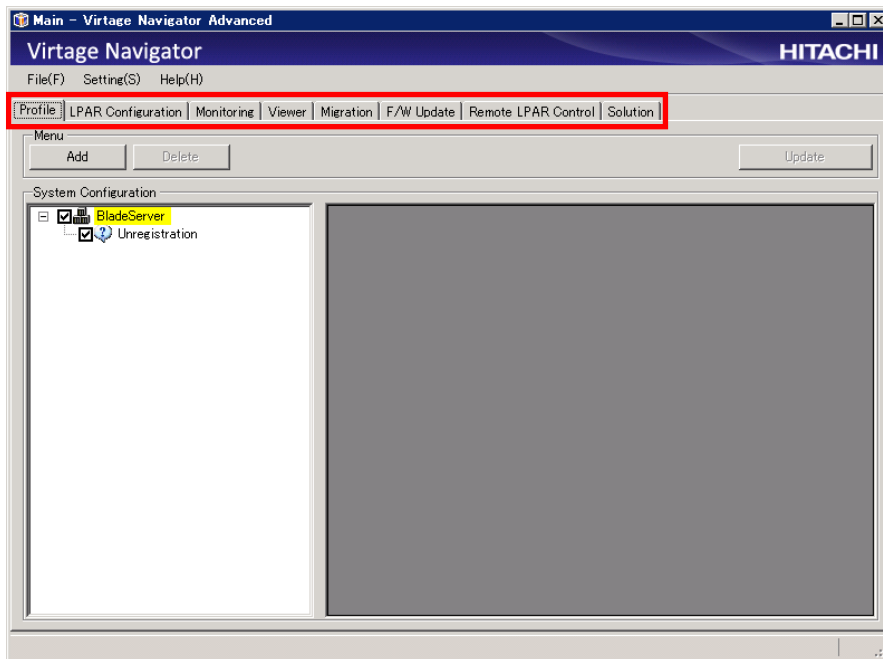 Main - Virtage Navigator Advanced
Virtage Navigator
HITACHI
File(F) Setting(S) Help(H)
Profile LPAR Configuration Monitoring Viewer Migration F/W Update Remote LPAR Control Solution
Menu
Add Delete Update
System Configuration
BladeServer
Unregistration